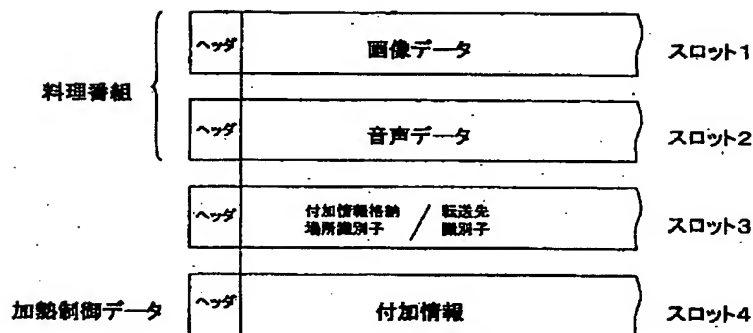 ヘッダ 画像データ スロット1
料理番組
ヘッダ 音声データ スロット2
ヘッダ 付加情報格納場所識別子 / 転送先識別子 スロット3
加熱制御データ ヘッダ 付加情報 スロット4